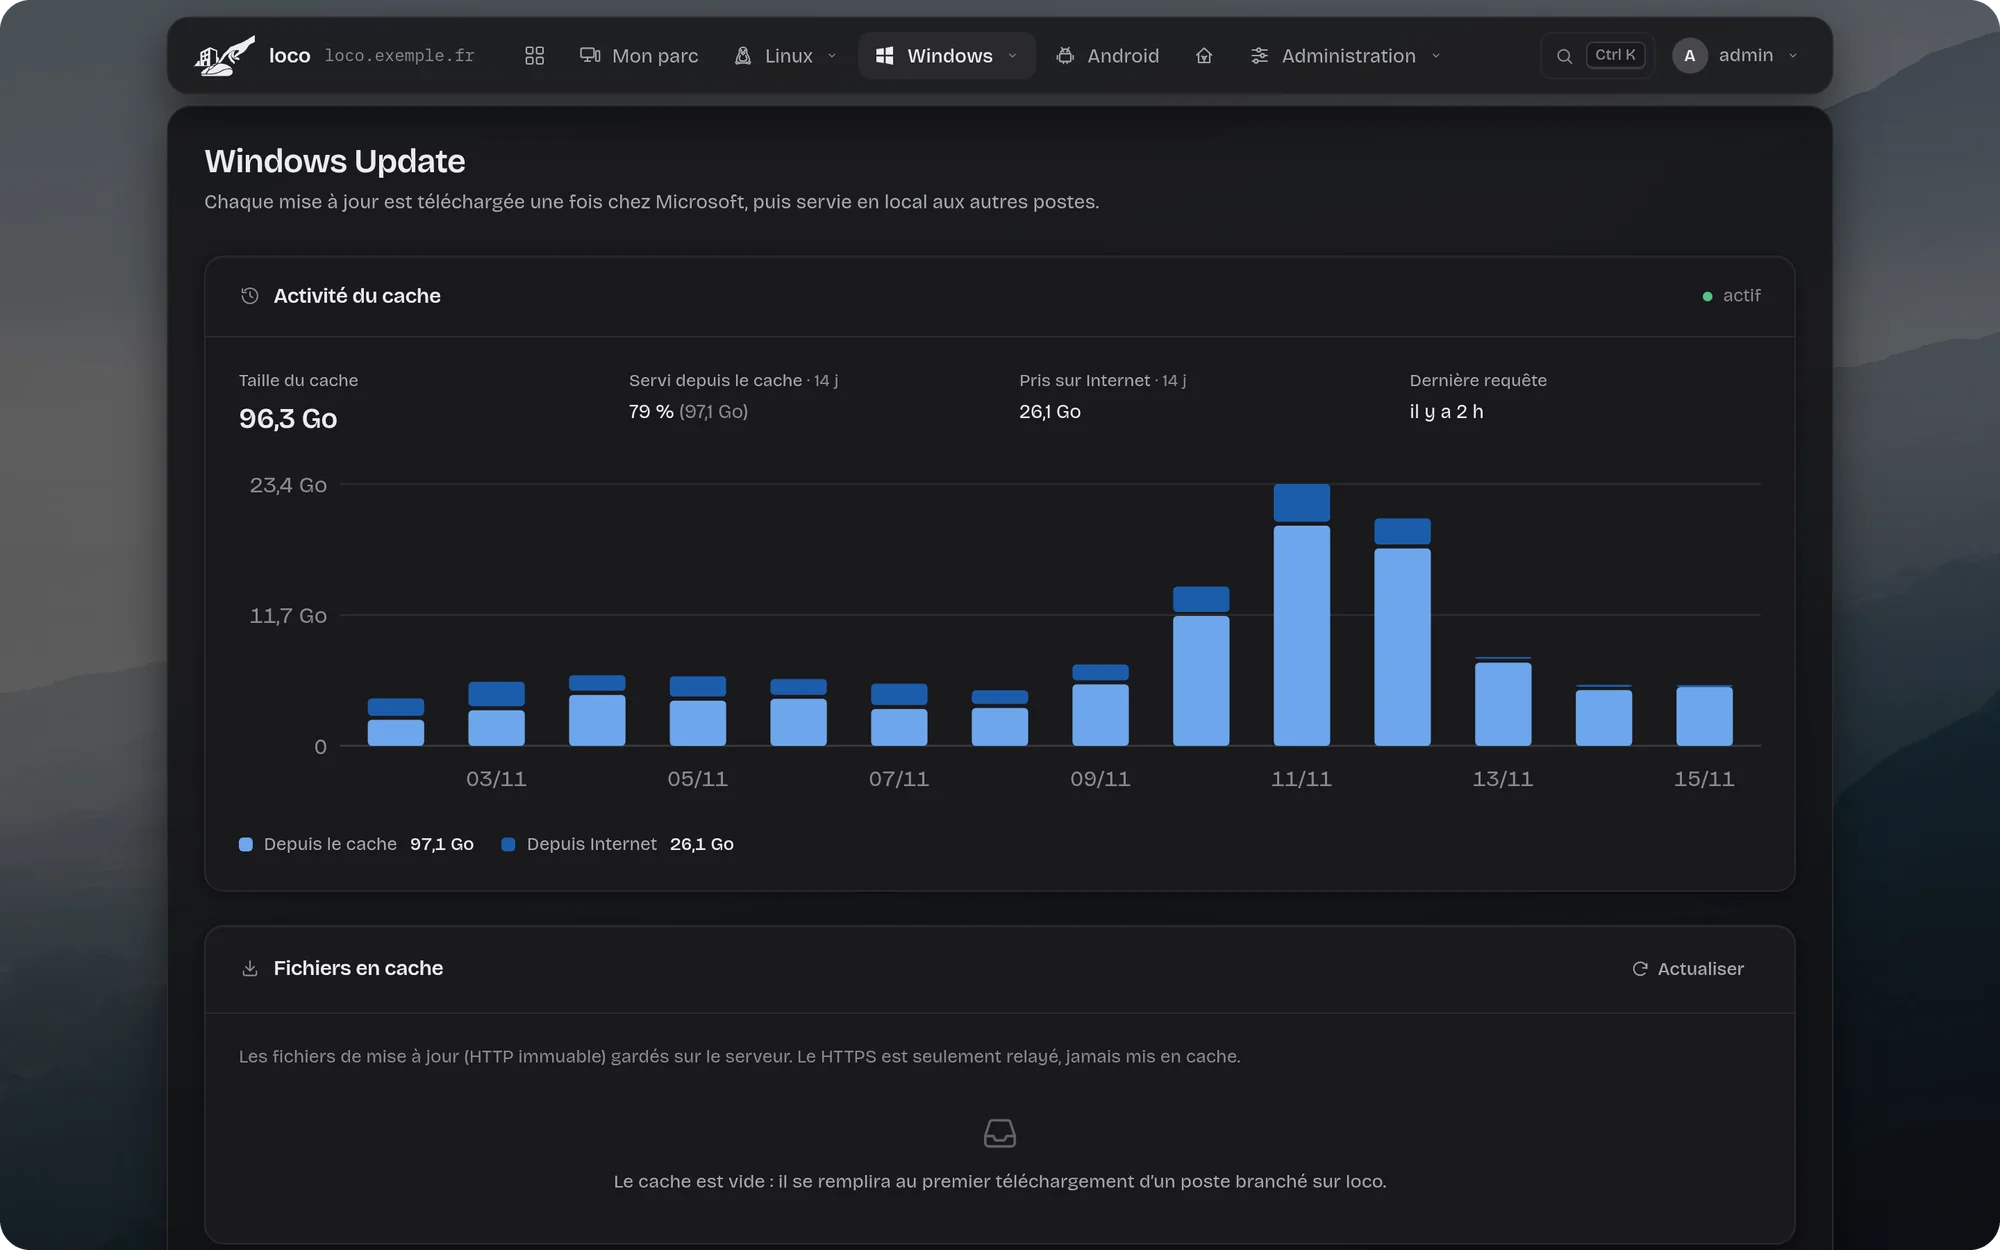 loco loco.exemple.fr Mon parc Linux Windows Android Administration Ctrl K A admin
Windows Update
Chaque mise à jour est téléchargée une fois chez Microsoft, puis servie en local aux autres postes.
Activité du cache
actif
Taille du cache
96,3 Go
Servi depuis le cache · 14 j
79 % (97,1 Go)
Pris sur Internet · 14 j
26,1 Go
Dernière requête
il y a 2 h
23,4 Go
11,7 Go
0
03/11 05/11 07/11 09/11 11/11 13/11 15/11
Depuis le cache 97,1 Go Depuis Internet 26,1 Go
Fichiers en cache
Actualiser
Les fichiers de mise à jour (HTTP immuable) gardés sur le serveur. Le HTTPS est seulement relayé, jamais mis en cache.
Le cache est vide : il se remplira au premier téléchargement d’un poste branché sur loco.